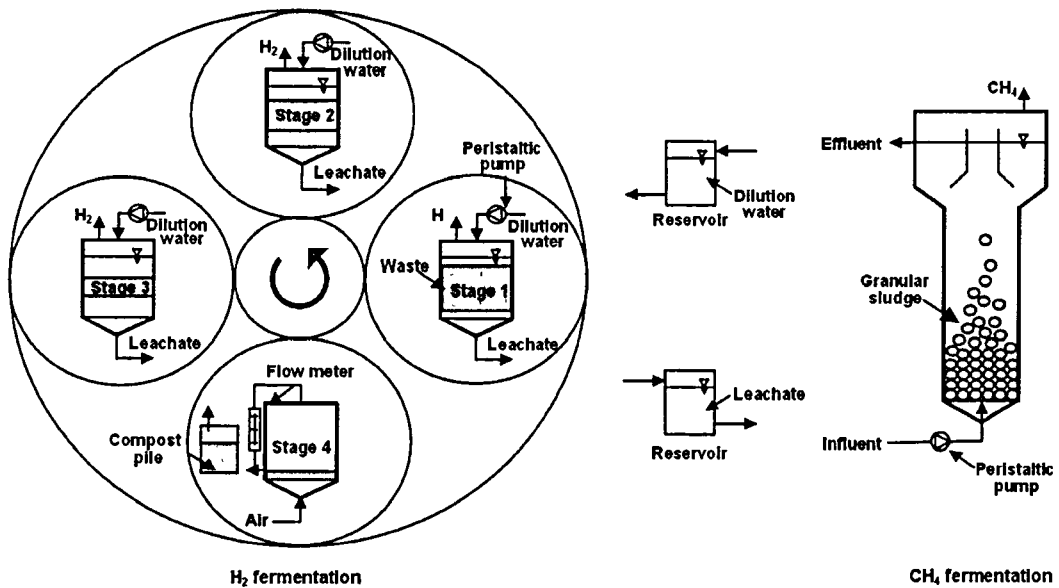 H2
Dilution
water
Stage 2
Leachate
Peristaltic
pump
H2
Dilution
water
Stage 3
Leachate
H
Dilution
water
Waste
Stage 1
Leachate
Flow meter
Stage 4
Compost
pile
Air
H2 fermentation
Dilution
water
Reservoir
Leachate
Reservoir
CH4
Effluent
Granular
sludge
Influent
Peristaltic
pump
CH4 fermentation